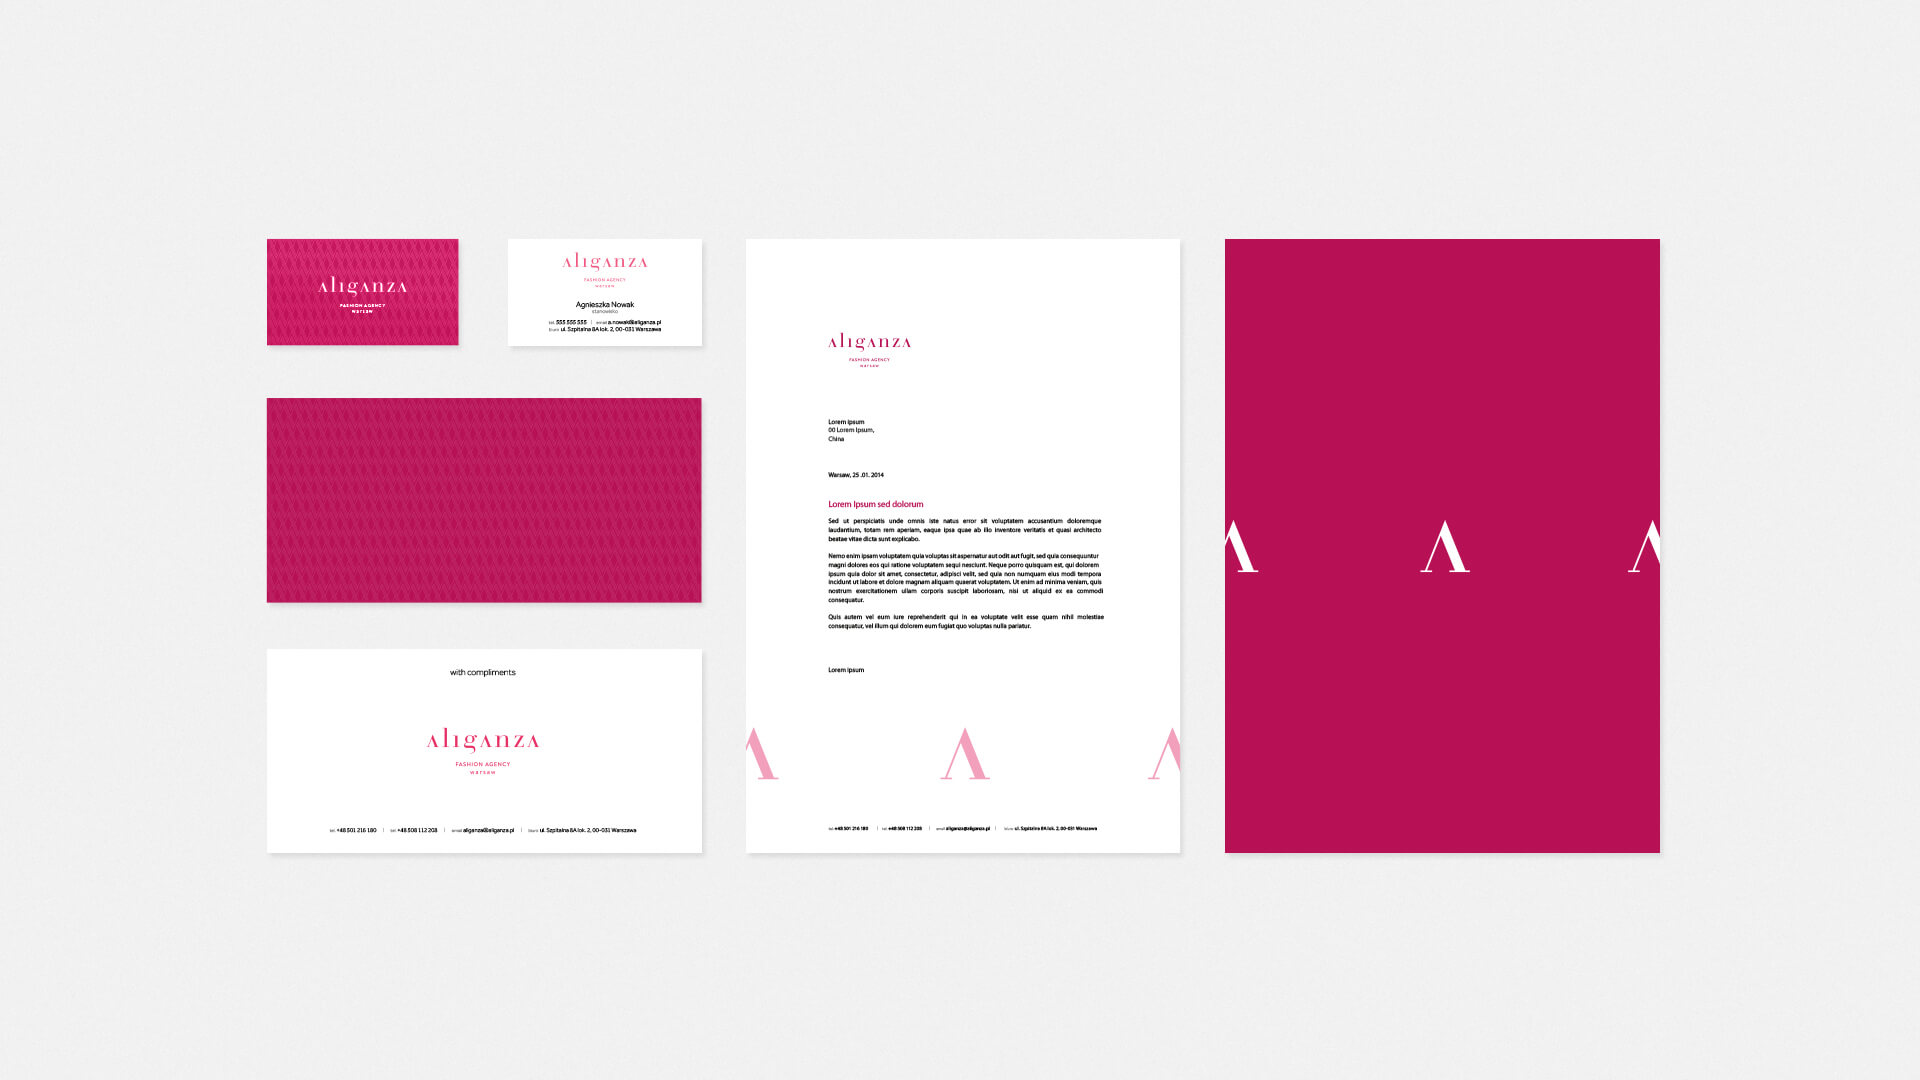 aliganza
FASHION AGENCY
warsaw
aliganza
FASHION AGENCY
warsaw
Agnieszka Nowak
stanowisko
tel. 555 555 555 | email a.nowak@aliganza.pl
biuro ul. Szpitalna 8A lok. 2, 00-031 Warszawa
with compliments
aliganza
FASHION AGENCY
warsaw
tel. +48 501 216 180 | tel. +48 508 112 208 | email aliganza@aliganza.pl | biuro ul. Szpitalna 8A lok. 2, 00-031 Warszawa
aliganza
FASHION AGENCY
warsaw
Lorem ipsum
00 Lorem Ipsum,
China
Warsaw, 25 .01. 2014
Lorem Ipsum sed dolorum
Sed ut perspiciatis unde omnis iste natus error sit voluptatem accusantium doloremque
laudantium, totam rem aperiam, eaque ipsa quae ab illo inventore veritatis et quasi architecto
beatae vitae dicta sunt explicabo.
Nemo enim ipsam voluptatem quia voluptas sit aspernatur aut odit aut fugit, sed quia consequuntur
magni dolores eos qui ratione voluptatem sequi nesciunt. Neque porro quisquam est, qui dolorem
ipsum quia dolor sit amet, consectetur, adipisci velit, sed quia non numquam eius modi tempora
incidunt ut labore et dolore magnam aliquam quaerat voluptatem. Ut enim ad minima veniam, quis
nostrum exercitationem ullam corporis suscipit laboriosam, nisi ut aliquid ex ea commodi
consequatur.
Quis autem vel eum iure reprehenderit qui in ea voluptate velit esse quam nihil molestiae
consequatur, vel illum qui dolorem eum fugiat quo voluptas nulla pariatur.
Lorem ipsum
A A A
tel. +48 501 216 180 | tel. +48 508 112 208 | email aliganza@aliganza.pl | biuro ul. Szpitalna 8A lok. 2, 00-031 Warszawa
A A A